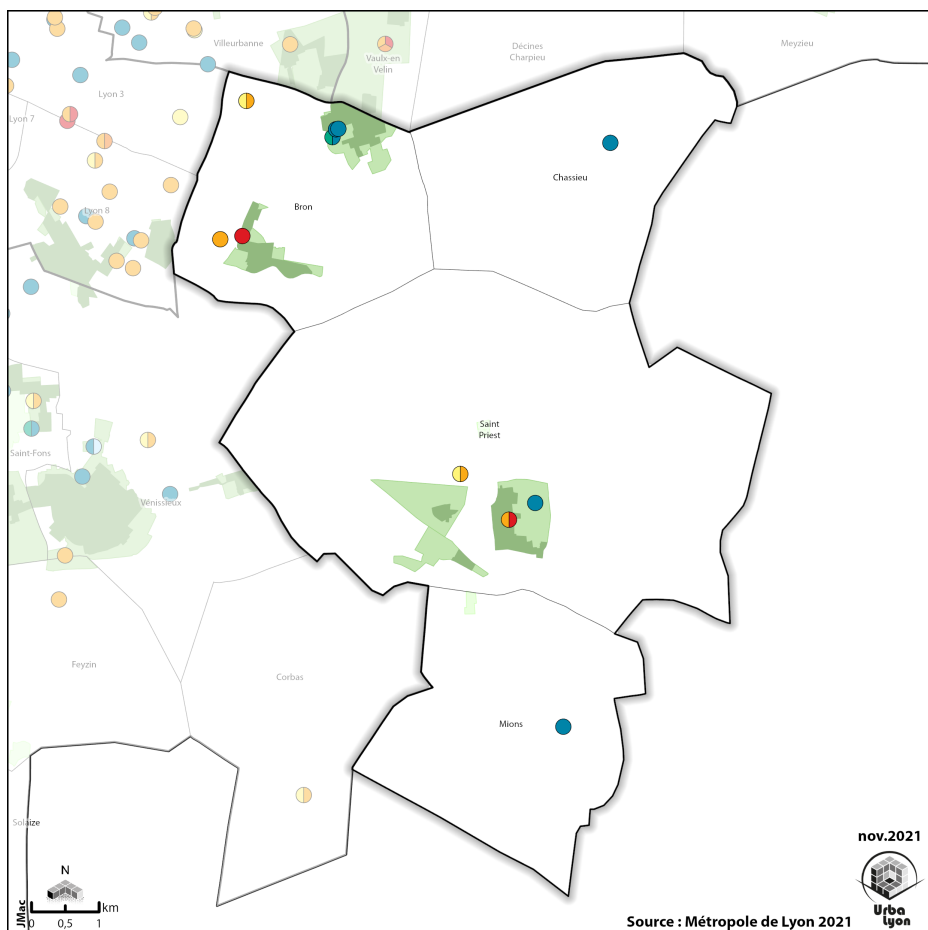 Villeurbanne
Vaulx-en
Velin
Décines
Charpieu
Meyzieu
Lyon 3
Lyon 7
Chassieu
Bron
Lyon 8
Saint
Priest
Saint-Fons
Vénissieux
Feyzin
Corbas
Mions
Solaize
nov.2021
N
JMac
km
0 0,5 1
Source : Métropole de Lyon 2021
Urba
Lyon